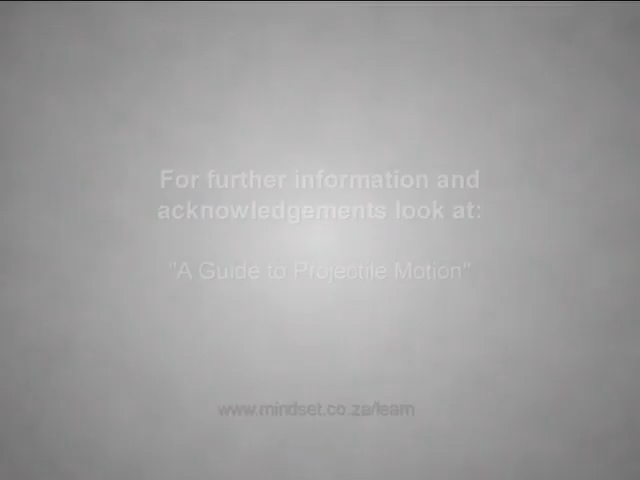 For further information and
acknowledgements look at:
"A Guide to Projectile Motion"
www.mindset.co.za/learn